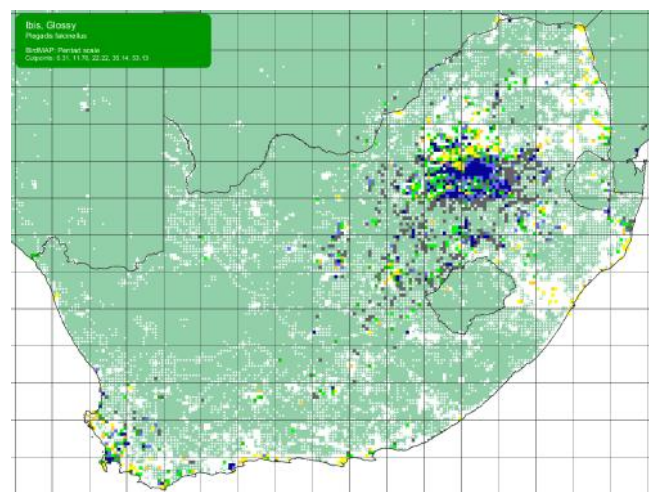 Ibis, Glossy
Plegadis falcinellus
BirdMAP: Pentad scale
Cutpoints: 5.31, 11.76, 22.22, 35.14, 53.13